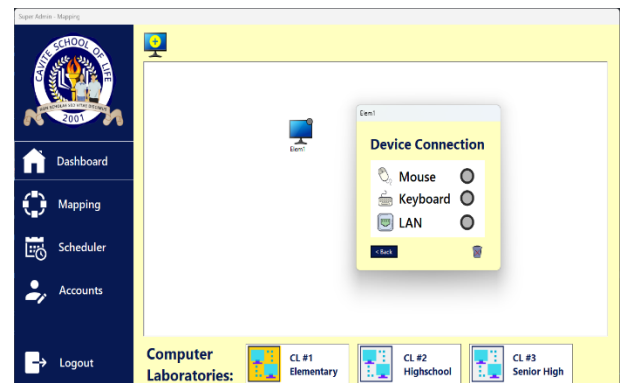 Super Admin - Mapping
CAVITE SCHOOL OF LIFE
2001
Dashboard
Mapping
Scheduler
Accounts
Logout
Elem1
Elem1
Device Connection
Mouse
Keyboard
LAN
< Back
Computer
Laboratories:
CL #1
Elementary
CL #2
Highschool
CL #3
Senior High